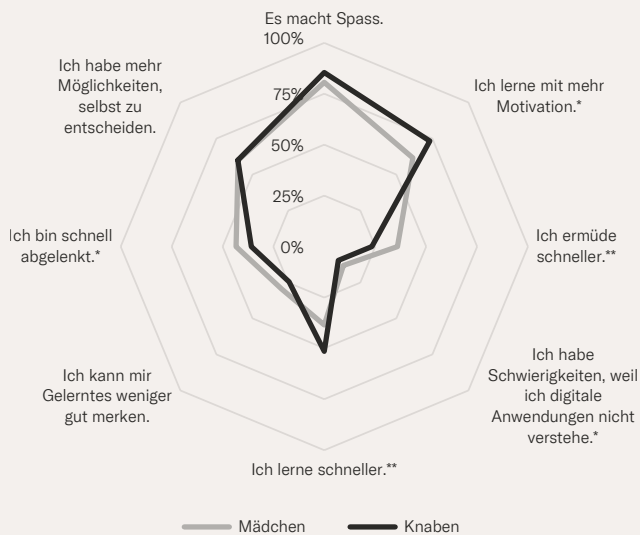 Es macht Spass.
100%
75%
50%
25%
0%
Ich lerne mit mehr
Motivation.*
Ich ermüde
schneller.**
Ich habe
Schwierigkeiten, weil
ich digitale
Anwendungen nicht
verstehe.*
Ich lerne schneller.**
Ich kann mir
Gelerntes weniger
gut merken.
Ich bin schnell
abgelenkt.*
Ich habe mehr
Möglichkeiten,
selbst zu
entscheiden.
Mädchen
Knaben